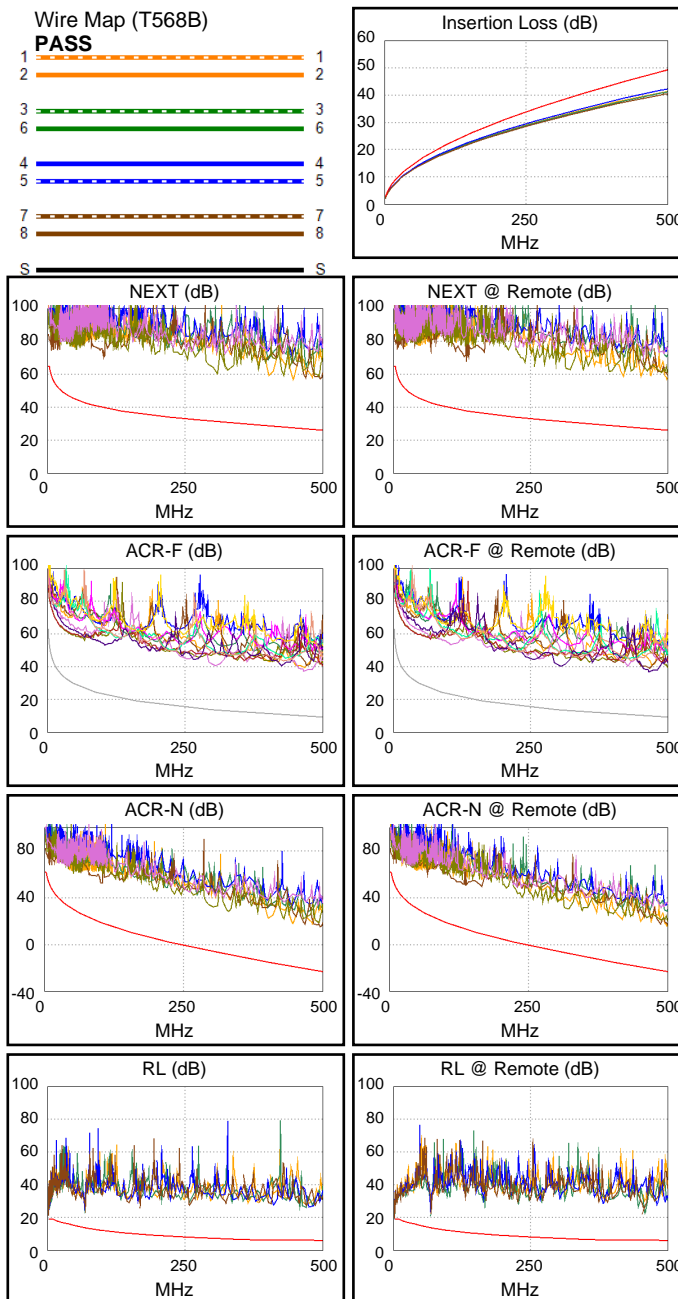 Wire Map (T568B)
PASS
1 1
2 2
3 3
6 6
4 4
5 5
7 7
8 8
S S
Insertion Loss (dB)
60
50
40
30
20
10
0
0 250 500
MHz
NEXT (dB)
100
80
60
40
20
0
0 250 500
MHz
NEXT @ Remote (dB)
100
80
60
40
20
0
0 250 500
MHz
ACR-F (dB)
100
80
60
40
20
0
0 250 500
MHz
ACR-F @ Remote (dB)
100
80
60
40
20
0
0 250 500
MHz
ACR-N (dB)
80
40
0
-40
0 250 500
MHz
ACR-N @ Remote (dB)
80
40
0
-40
0 250 500
MHz
RL (dB)
100
80
60
40
20
0
0 250 500
MHz
RL @ Remote (dB)
100
80
60
40
20
0
0 250 500
MHz